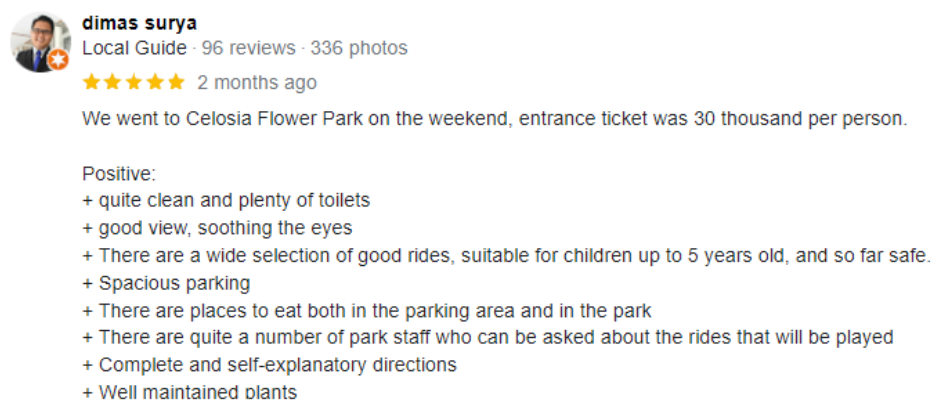 dimas surya
Local Guide · 96 reviews · 336 photos
2 months ago
We went to Celosia Flower Park on the weekend, entrance ticket was 30 thousand per person.
Positive:
+ quite clean and plenty of toilets
+ good view, soothing the eyes
+ There are a wide selection of good rides, suitable for children up to 5 years old, and so far safe.
+ Spacious parking
+ There are places to eat both in the parking area and in the park
+ There are quite a number of park staff who can be asked about the rides that will be played
+ Complete and self-explanatory directions
+ Well maintained plants